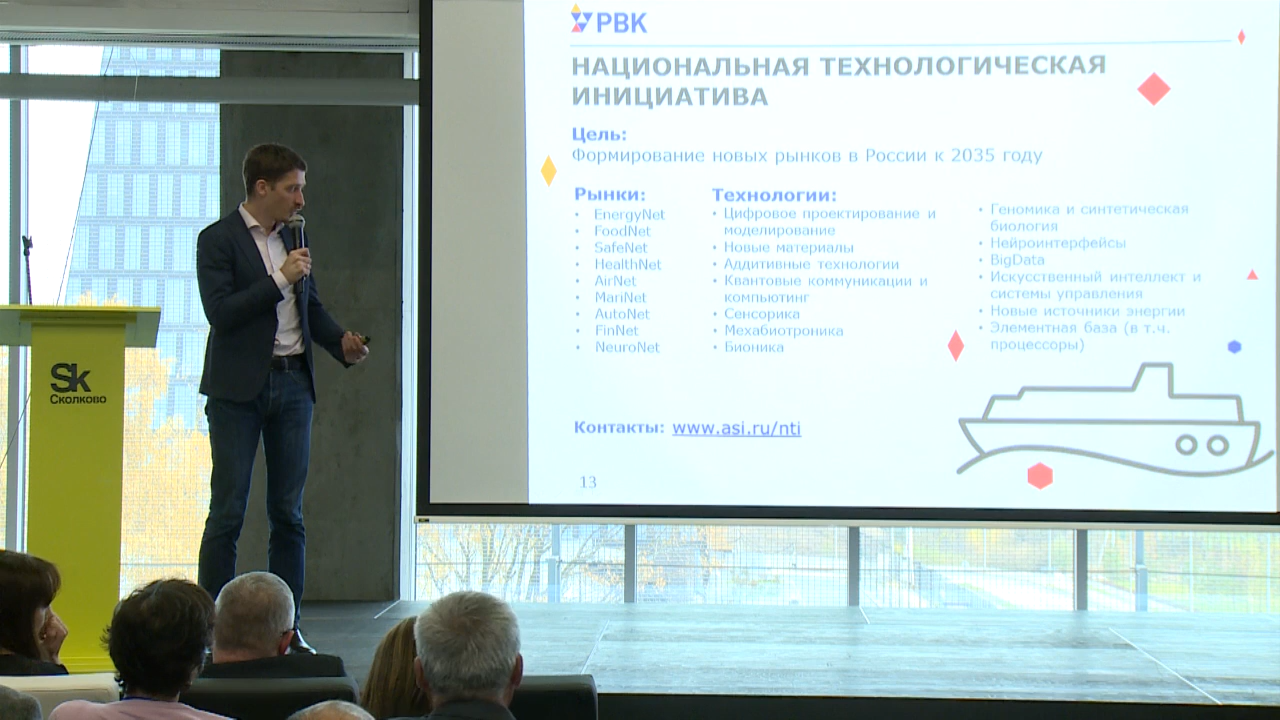 РВК
НАЦИОНАЛЬНАЯ ТЕХНОЛОГИЧЕСКАЯ
ИНИЦИАТИВА
Цель:
Формирование новых рынков в России к 2035 году
Рынки:
• EnergyNet
• FoodNet
• SafeNet
• HealthNet
• AirNet
• MariNet
• AutoNet
• FinNet
• NeuroNet
Технологии:
• Цифровое проектирование и
моделирование
• Новые материалы
• Аддитивные технологии
• Квантовые коммуникации и
компьютинг
• Сенсорика
• Мехабиотроника
• Бионика
• Геномика и синтетическая
биология
• Нейроинтерфейсы
• BigData
• Искусственный интеллект и
системы управления
• Новые источники энергии
• Элементная база (в т.ч.
процессоры)
Контакты: www.asi.ru/nti
13
Sk
Сколково